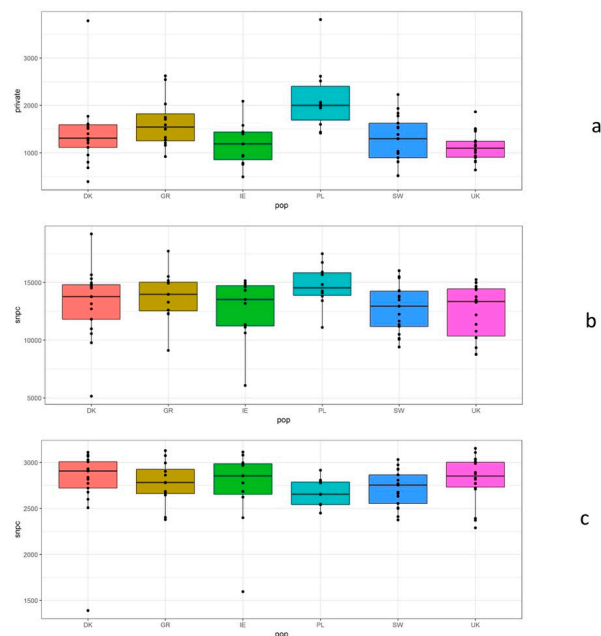 3000
2000
1000
private
DK GR IE PL SW UK
pop
a
15000
10000
5000
snpc
DK GR IE PL SW UK
pop
b
3000
2500
2000
1500
snpc
DK GR IE PL SW UK
pop
c